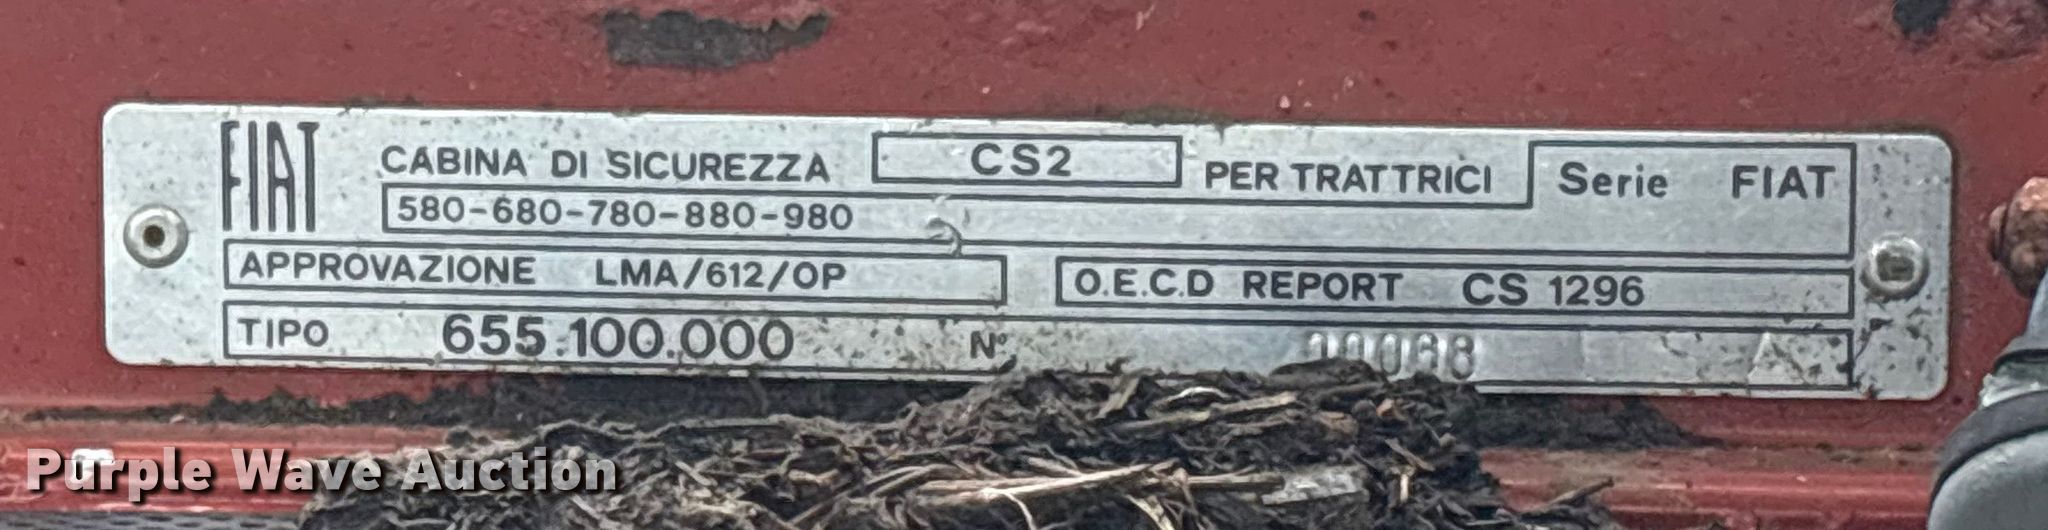 FIAT CABINA DI SICUREZZA CS2 PER TRATTRICI Serie FIAT
580-680-780-880-980
APPROVAZIONE LMA/612/OP O.E.C.D REPORT CS 1296
TIPO 655.100.000 N°
Purple Wave Auction